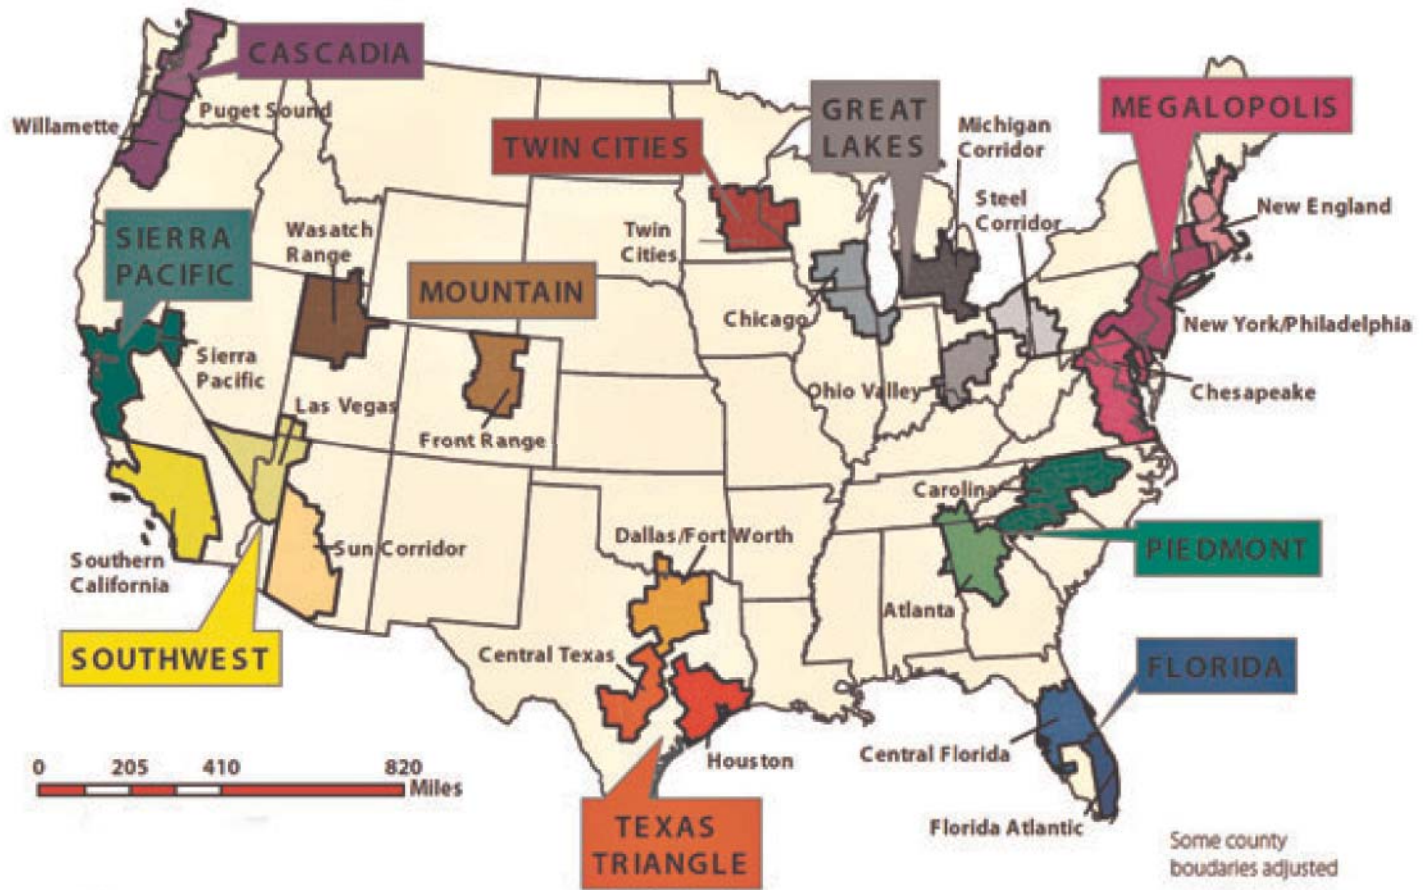 CASCADIA
Puget Sound
Willamette
TWIN CITIES
GREAT
LAKES
Michigan
Corridor
MEGALOPOLIS
Steel
Corridor
New England
SIERRA
PACIFIC
Wasatch
Range
Twin
Cities
MOUNTAIN
Chicago
New York/Philadelphia
Sierra
Pacific
Ohio Valley
Chesapeake
Las Vegas
Front Range
Carolina
Southern
California
Sun Corridor
Dallas/Fort Worth
PIEDMONT
Atlanta
SOUTHWEST
Central Texas
FLORIDA
Houston
Central Florida
0 205 410 820
Miles
TEXAS
TRIANGLE
Florida Atlantic
Some county
boudaries adjusted